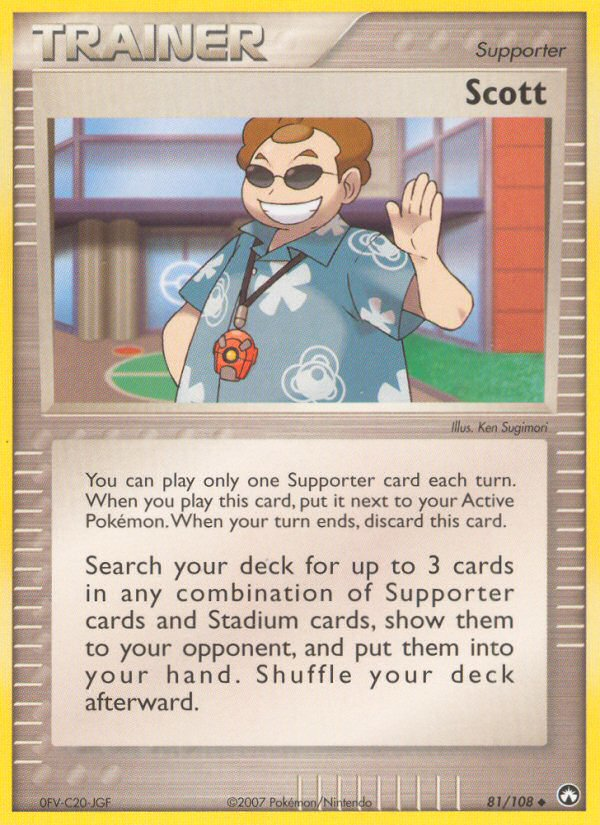 TRAINER
Supporter
Scott
Illus. Ken Sugimori
You can play only one Supporter card each turn.
When you play this card, put it next to your Active
Pokémon. When your turn ends, discard this card.
Search your deck for up to 3 cards
in any combination of Supporter
cards and Stadium cards, show them
to your opponent, and put them into
your hand. Shuffle your deck
afterward.
0FV-C20-JGF
©2007 Pokémon/Nintendo
81/108 ◆